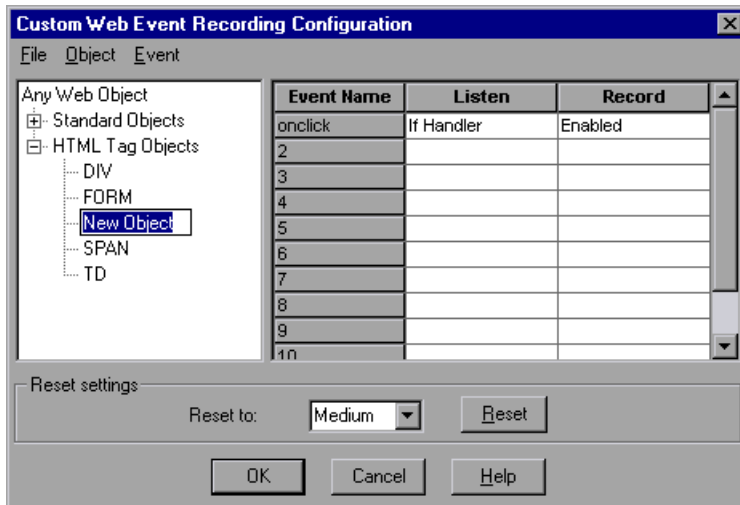 Custom Web Event Recording Configuration
File Object Event
Any Web Object
Standard Objects
HTML Tag Objects
DIV
FORM
New Object
SPAN
TD
Event Name Listen Record
onclick If Handler Enabled
2
3
4
5
6
7
8
9
10
Reset settings
Reset to: Medium Reset
OK Cancel Help